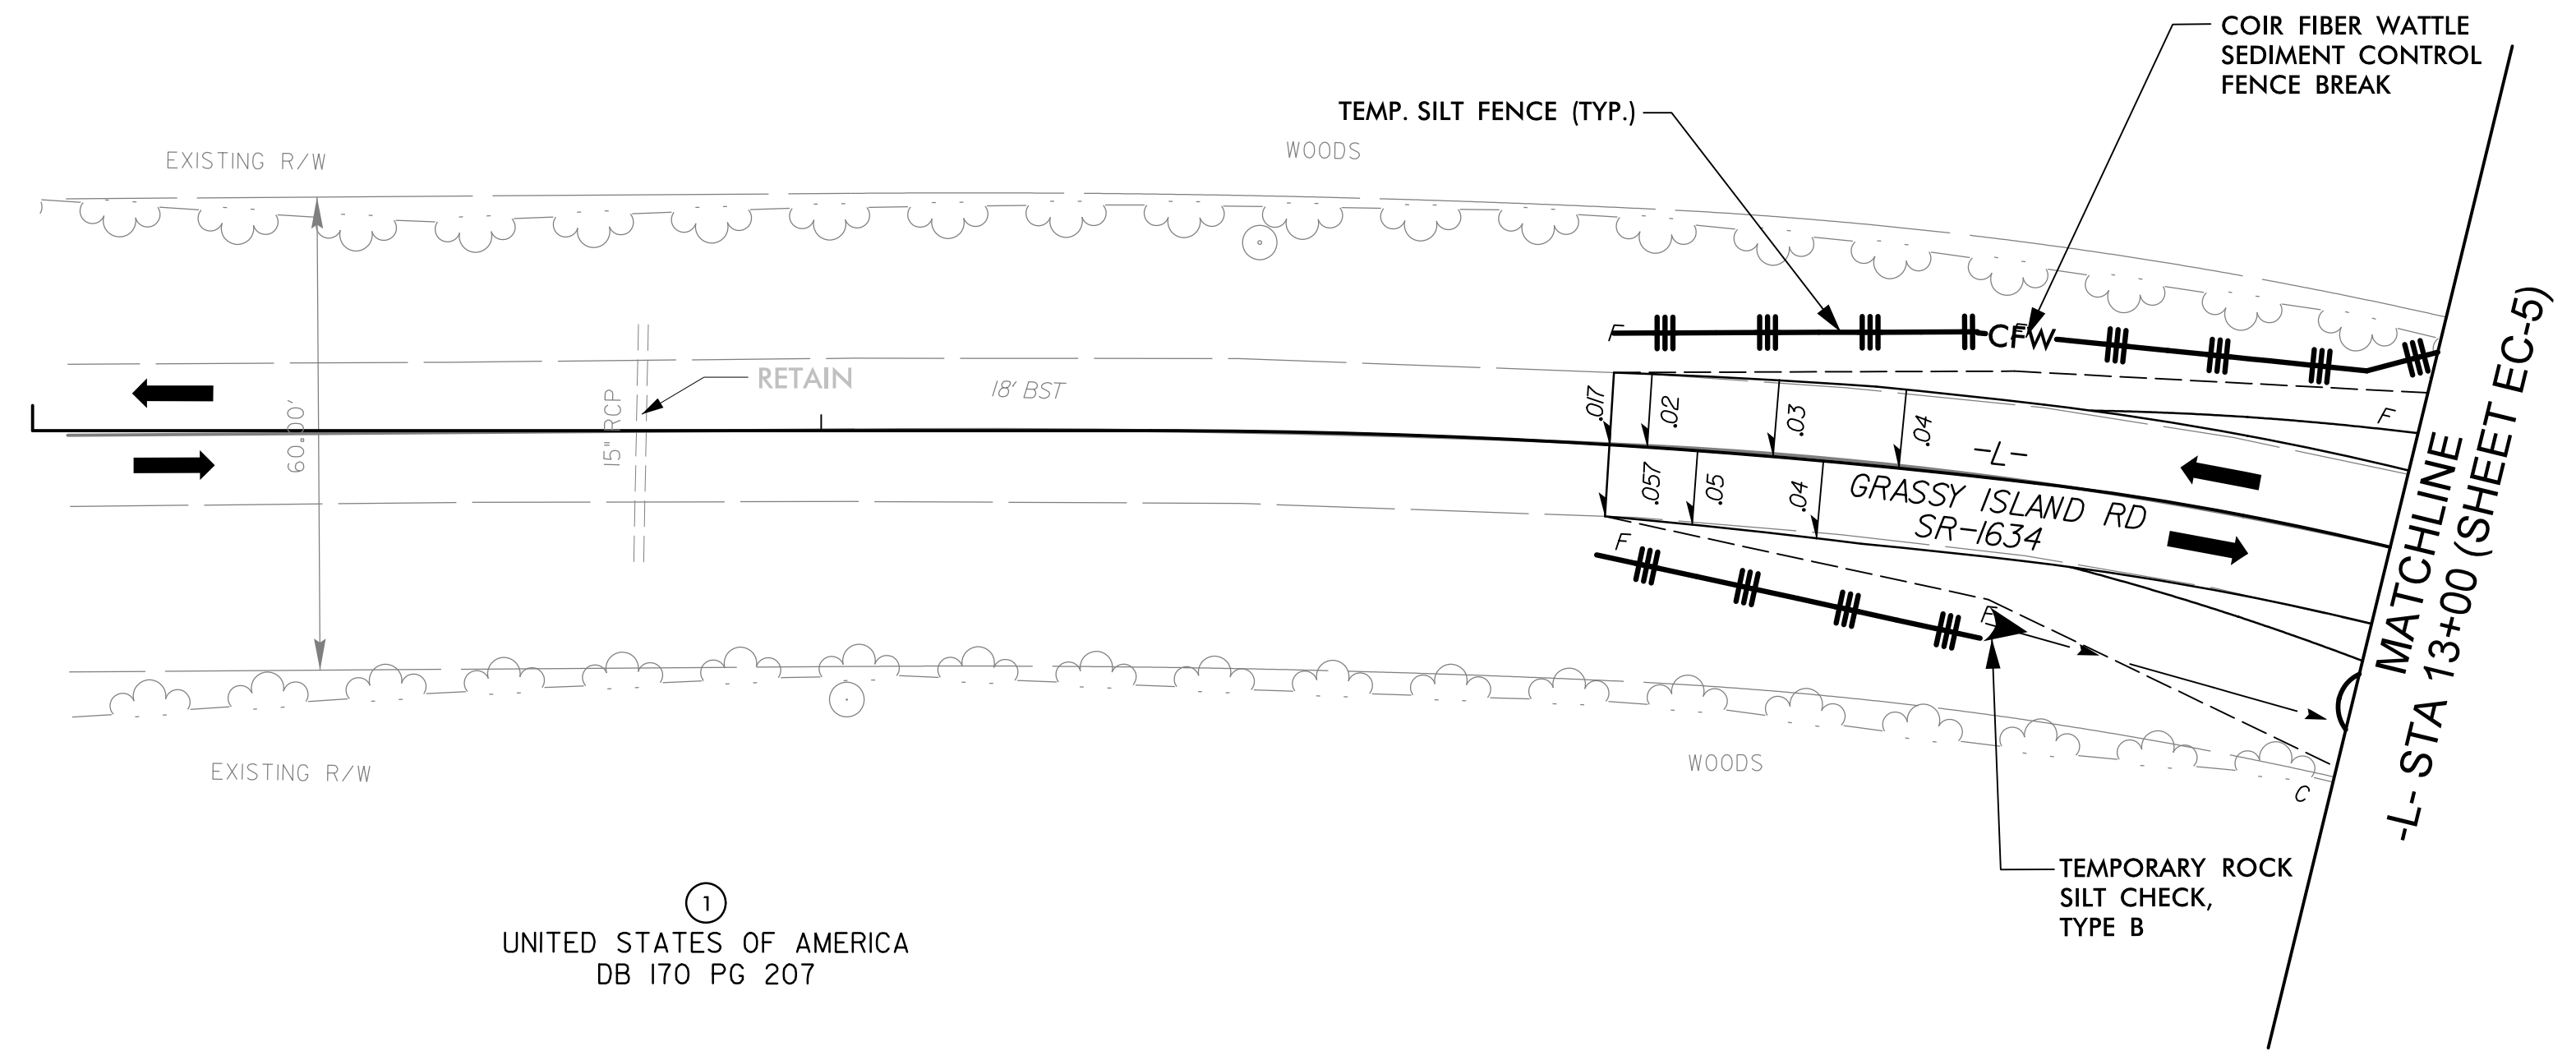 COIR FIBER WATTLE
SEDIMENT CONTROL
FENCE BREAK
TEMP. SILT FENCE (TYP.)
WOODS
EXISTING R/W
F
CFW
F
RETAIN
18' BST
15" RCP
60.00'
.017
.02
.03
.04
F
-L-
.057
.05
.04
GRASSY ISLAND RD
SR-1634
F
F
MATCHLINE
-L- STA 13+00 (SHEET EC-5)
EXISTING R/W
WOODS
C
TEMPORARY ROCK
SILT CHECK,
TYPE B
1
UNITED STATES OF AMERICA
DB 170 PG 207